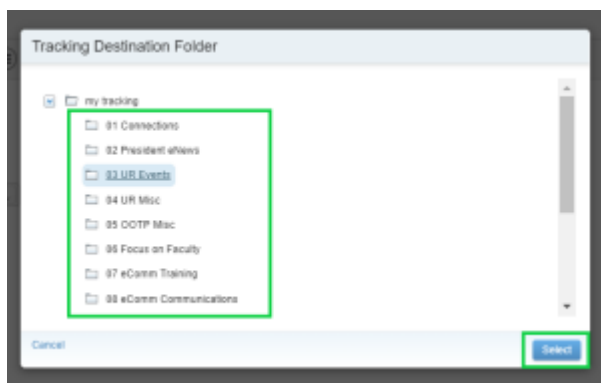 Tracking Destination Folder
my tracking
01 Connections
02 President eNews
03 UR Events
04 UR Misc
05 OOTP Misc
06 Focus on Faculty
07 eComm Training
08 eComm Communications
Cancel
Select